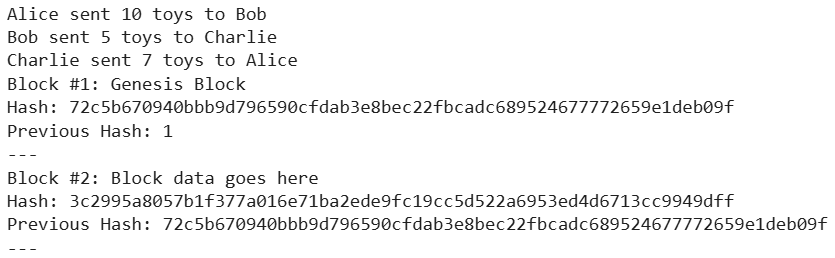 Alice sent 10 toys to Bob
Bob sent 5 toys to Charlie
Charlie sent 7 toys to Alice
Block #1: Genesis Block
Hash: 72c5b670940bbb9d796590cfdab3e8bec22fbcadc689524677772659e1deb09f
Previous Hash: 1
---
Block #2: Block data goes here
Hash: 3c2995a8057b1f377a016e71ba2ede9fc19cc5d522a6953ed4d6713cc9949dff
Previous Hash: 72c5b670940bbb9d796590cfdab3e8bec22fbcadc689524677772659e1deb09f
---